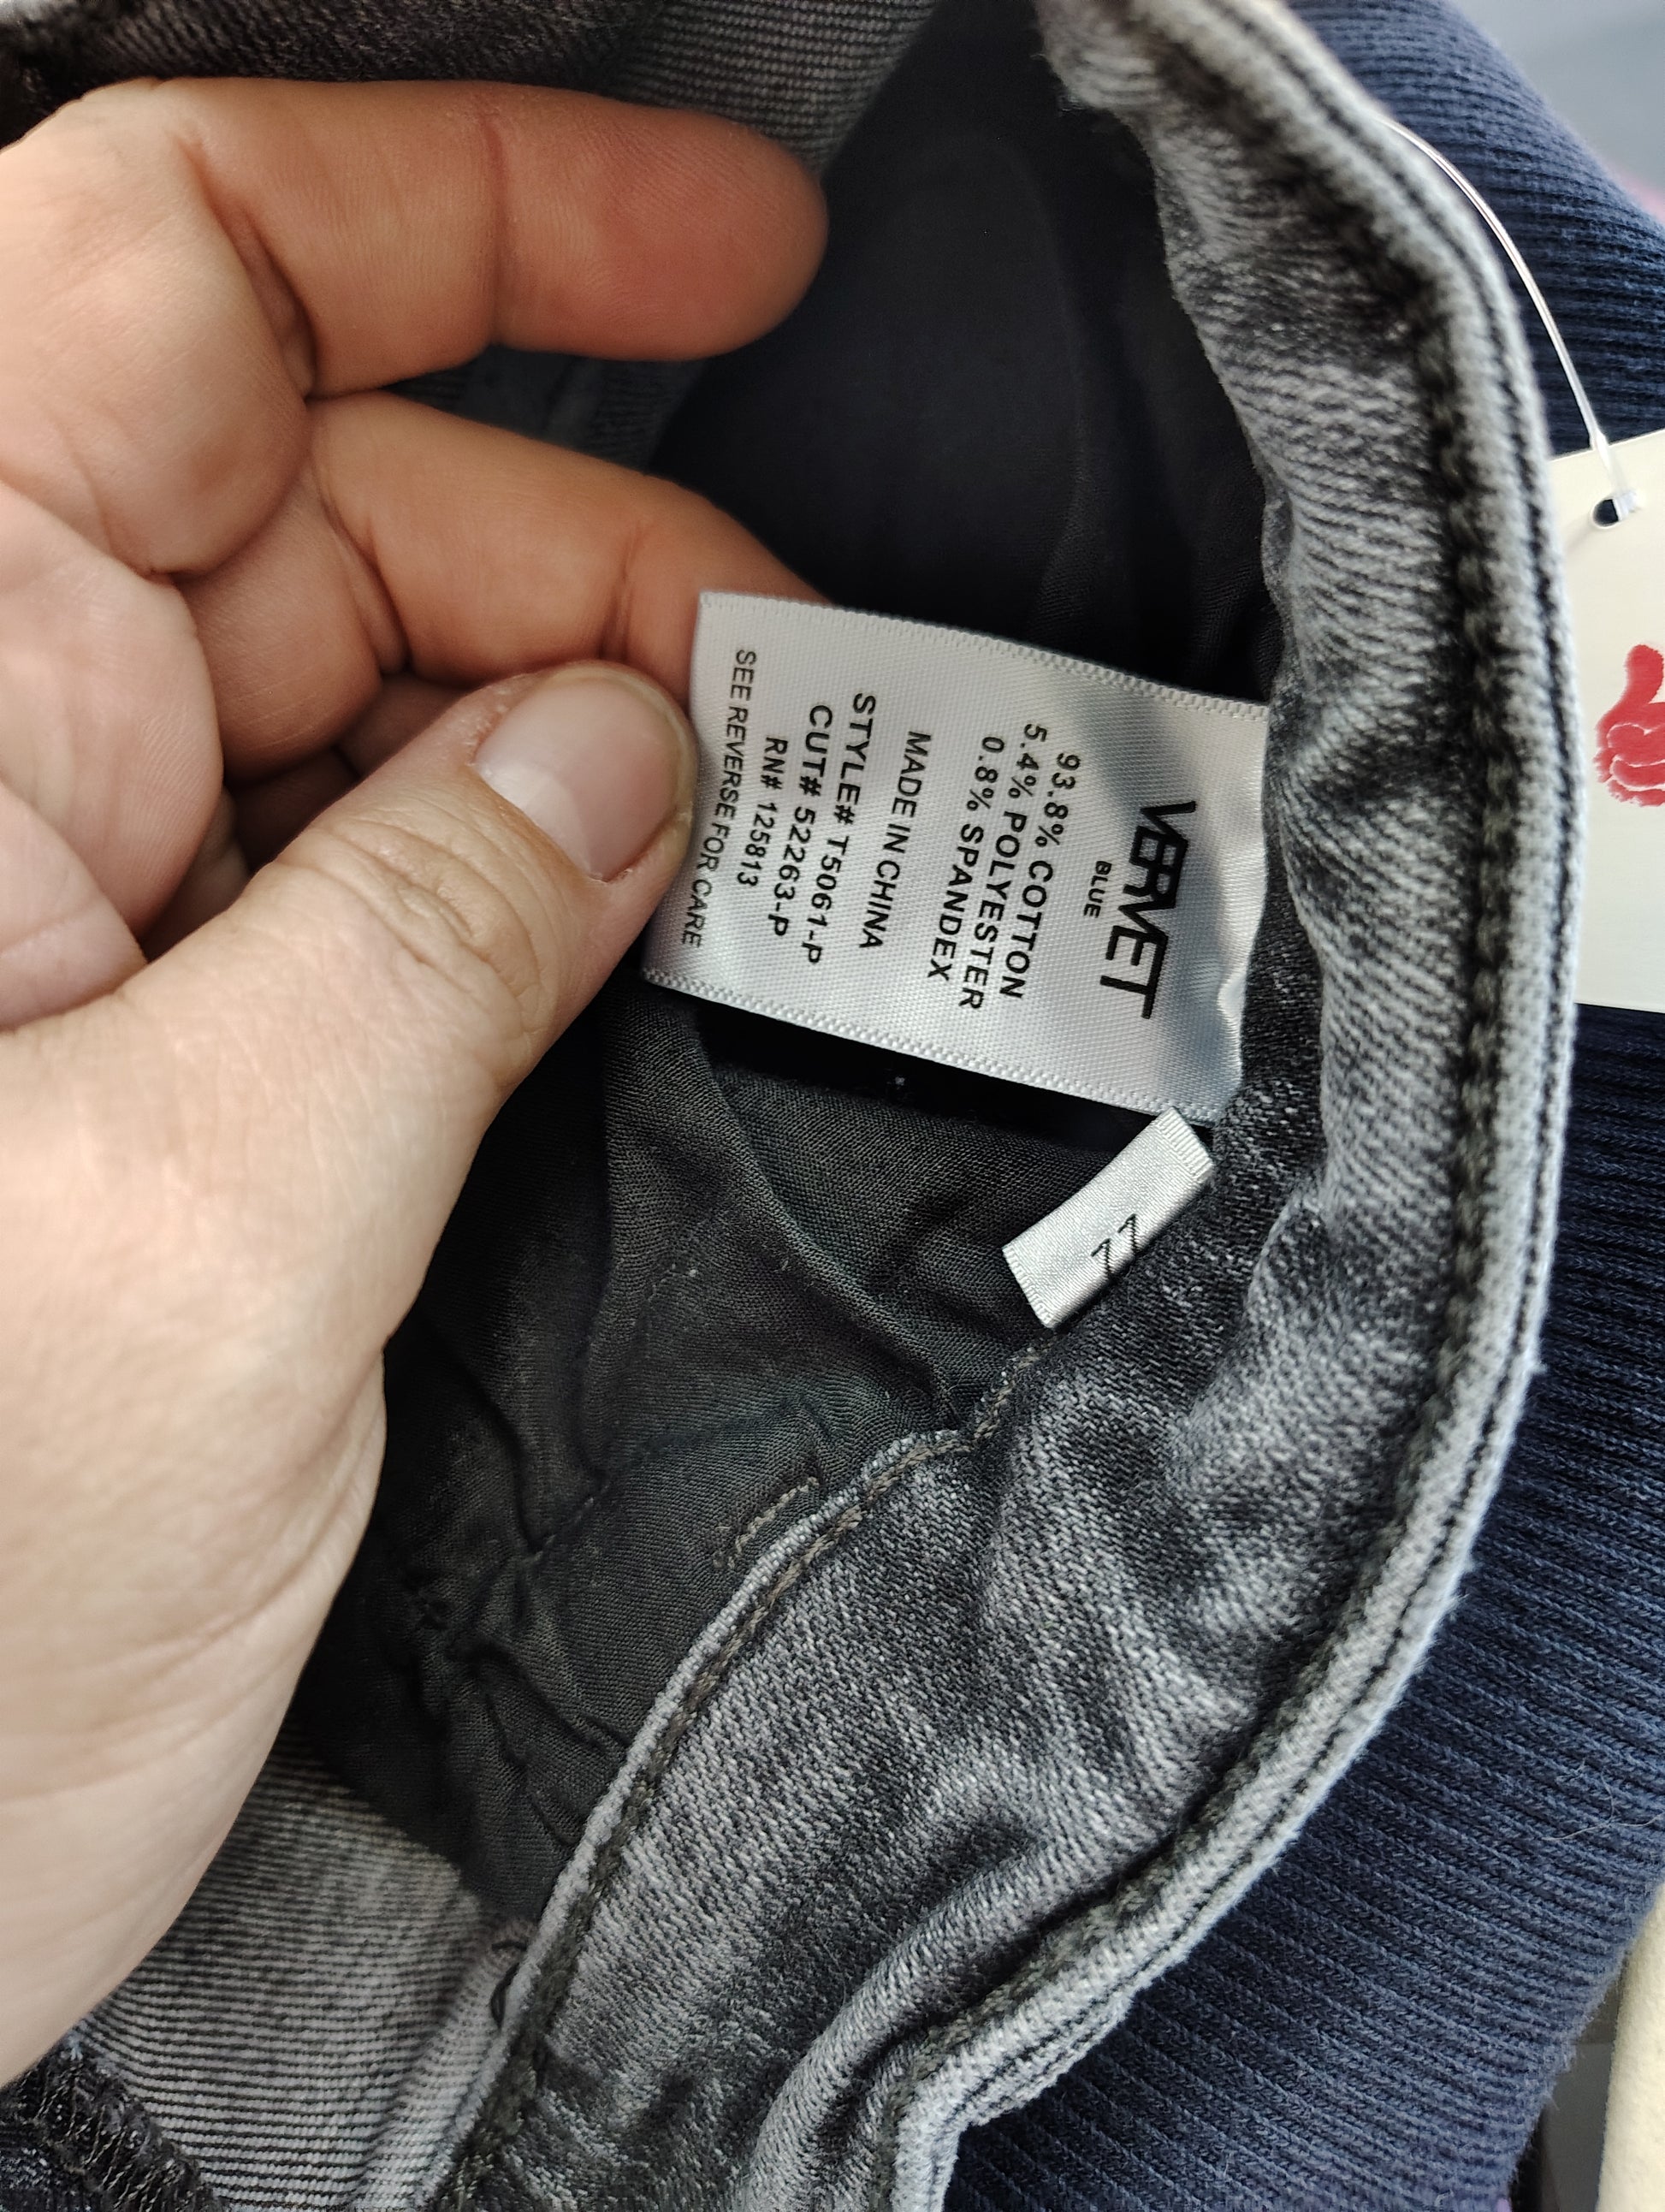 VERVET
BLUE
93.8% COTTON
5.4% POLYESTER
0.8% SPANDEX
MADE IN CHINA
STYLE# T5061-P
CUT# 52263-P
RN# 125813
SEE REVERSE FOR CARE